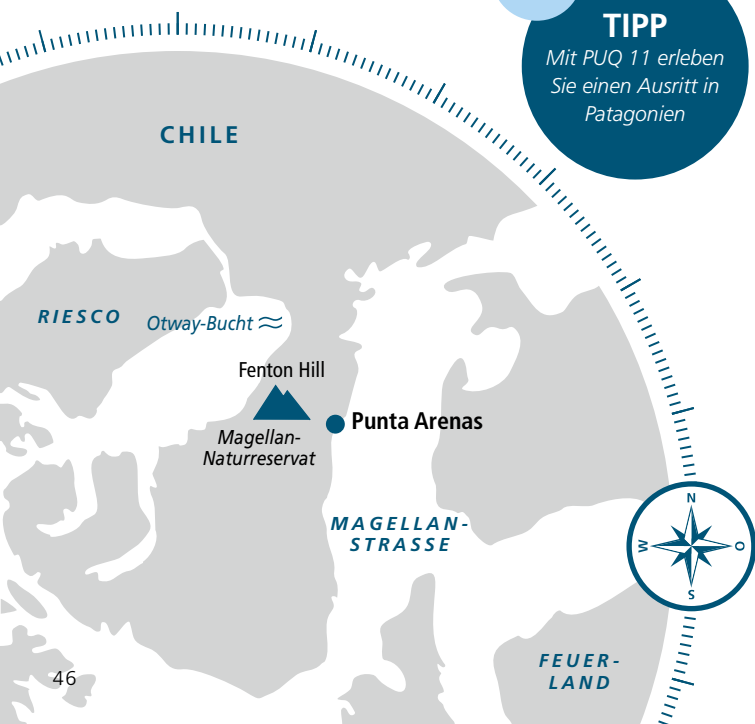 TIPP
Mit PUQ 11 erleben
Sie einen Ausritt in
Patagonien
CHILE
RIESCO
Otway-Bucht
Fenton Hill
Magellan-
Naturreservat
Punta Arenas
MAGELLAN-
STRASSE
N
W
O
S
FEUER-
LAND
46